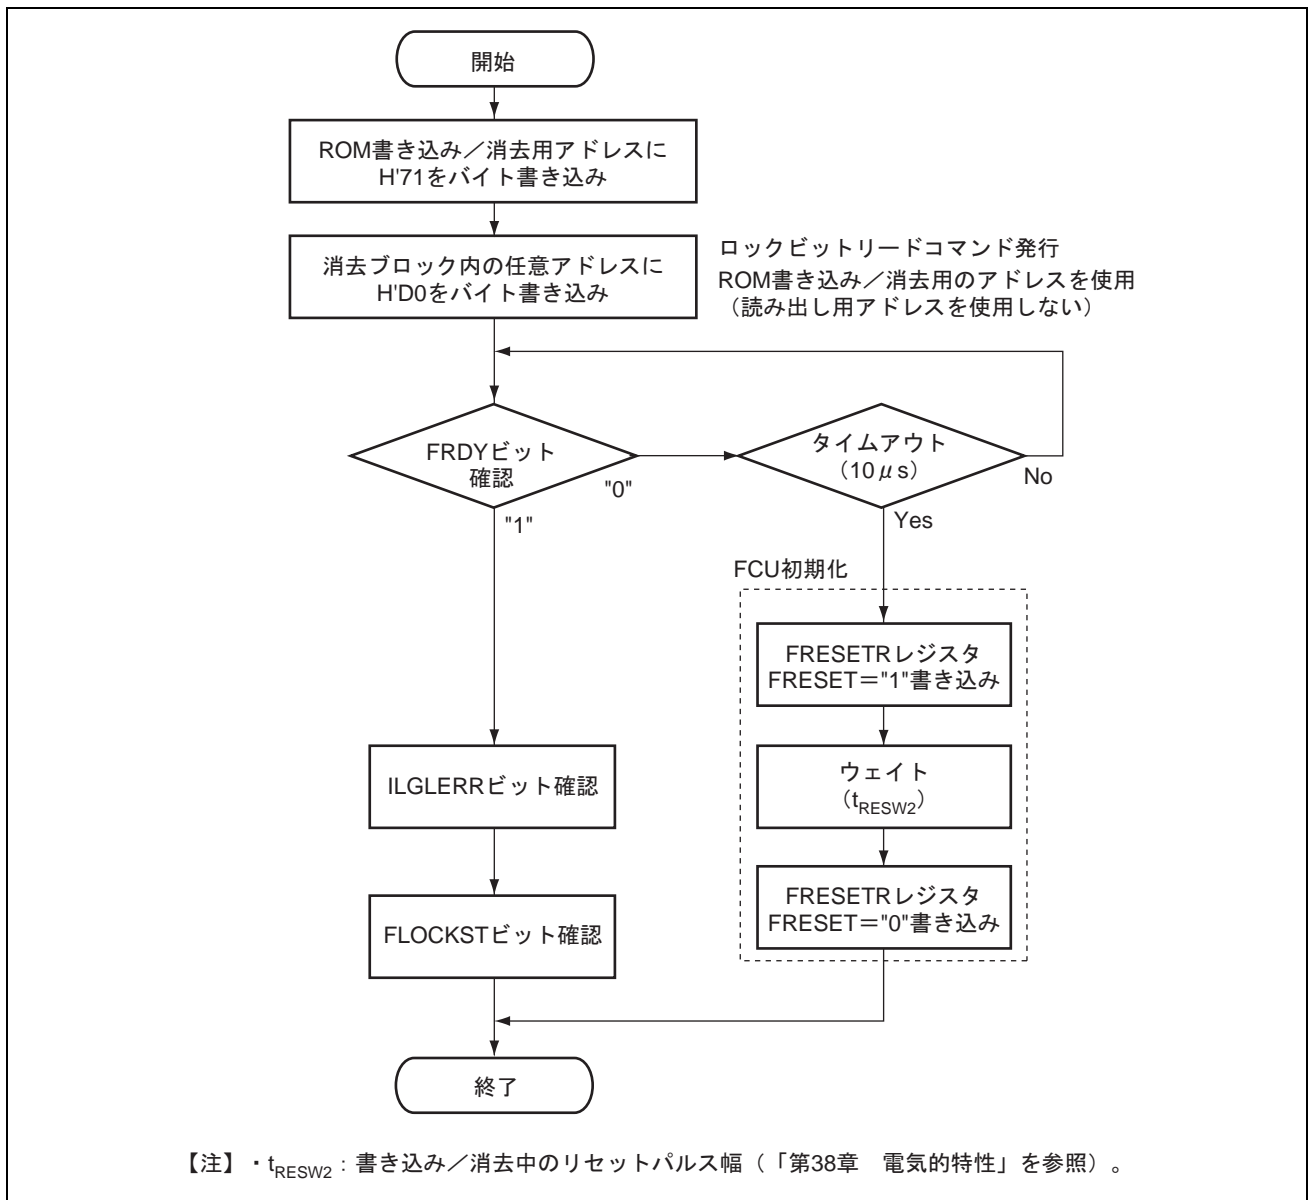 開始
ROM書き込み／消去用アドレスに
H'71をバイト書き込み
消去ブロック内の任意アドレスに
H'D0をバイト書き込み
ロックビットリードコマンド発行
ROM書き込み／消去用のアドレスを使用
（読み出し用アドレスを使用しない）
FRDYビット
確認
"0"
"1"
タイムアウト
（10μs）
No
Yes
FCU初期化
FRESETRレジスタ
FRESET＝"1"書き込み
ウェイト
（tRESW2）
FRESETRレジスタ
FRESET＝"0"書き込み
ILGLERRビット確認
FLOCKSTビット確認
終了
【注】・tRESW2：書き込み／消去中のリセットパルス幅（「第38章　電気的特性」を参照）。